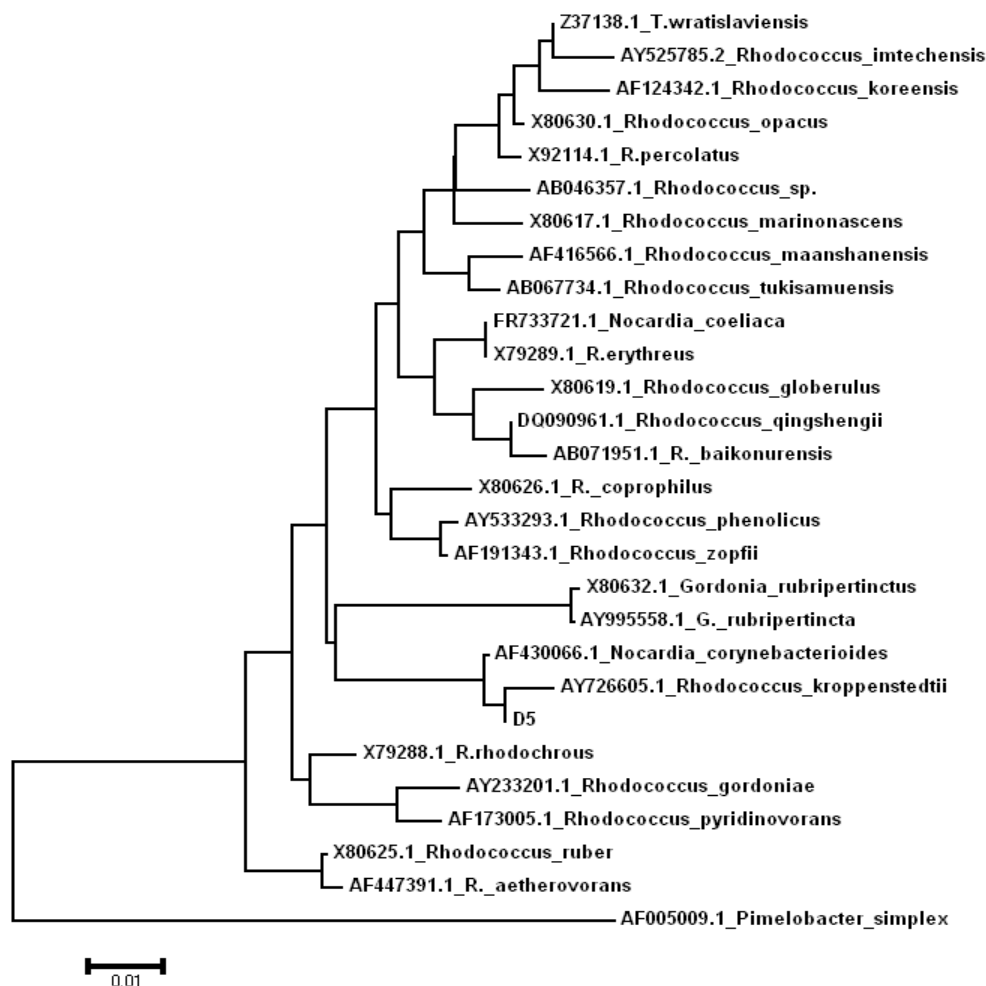 Z37138.1_T.wratislaviensis
AY525785.2_Rhodococcus_imtechensis
AF124342.1_Rhodococcus_koreensis
X80630.1_Rhodococcus_opacus
X92114.1_R.percolatus
AB046357.1_Rhodococcus_sp.
X80617.1_Rhodococcus_marinonascens
AF416566.1_Rhodococcus_maanshanensis
AB067734.1_Rhodococcus_tukisamuensis
FR733721.1_Nocardia_coeliaca
X79289.1_R.erythreus
X80619.1_Rhodococcus_globerulus
DQ090961.1_Rhodococcus_qingshengii
AB071951.1_R._baikonurensis
X80626.1_R._coprophilus
AY533293.1_Rhodococcus_phenolicus
AF191343.1_Rhodococcus_zopfii
X80632.1_Gordonia_rubripertinctus
AY995558.1_G._rubripertincta
AF430066.1_Nocardia_corynebacterioides
AY726605.1_Rhodococcus_kroppenstedtii
D5
X79288.1_R.rhodochrous
AY233201.1_Rhodococcus_gordoniae
AF173005.1_Rhodococcus_pyridinovorans
X80625.1_Rhodococcus_ruber
AF447391.1_R._aetherovorans
AF005009.1_Pimelobacter_simplex
0.01